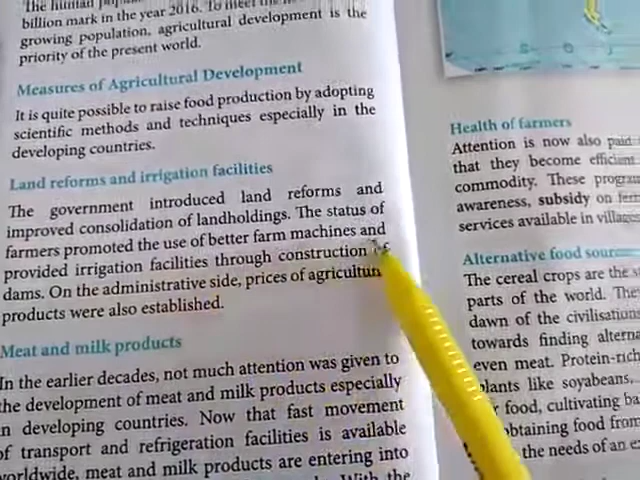 The human
billion mark in the year 2016. To meet the
growing population, agricultural development is the
priority of the present world.
Measures of Agricultural Development
It is quite possible to raise food production by adopting
scientific methods and techniques especially in the
developing countries.
Land reforms and irrigation facilities
The government introduced land reforms and
improved consolidation of landholdings. The status of
farmers promoted the use of better farm machines and
provided irrigation facilities through construction of
dams. On the administrative side, prices of agricultur
products were also established.
Meat and milk products
In the earlier decades, not much attention was given to
the development of meat and milk products especially
n developing countries. Now that fast movement
of transport and refrigeration facilities is available
worldwide, meat and milk products are entering into
With the
Health of farmers
Attention is now also paid
that they become efficient
commodity. These
awareness, subsidy on
services available in
Alternative food
The cereal crops are the
parts of the world.
dawn of the
towards finding
even meat. Protein-rich
plants like soyabeans.
food, cultivating
obtaining food from
the needs of an